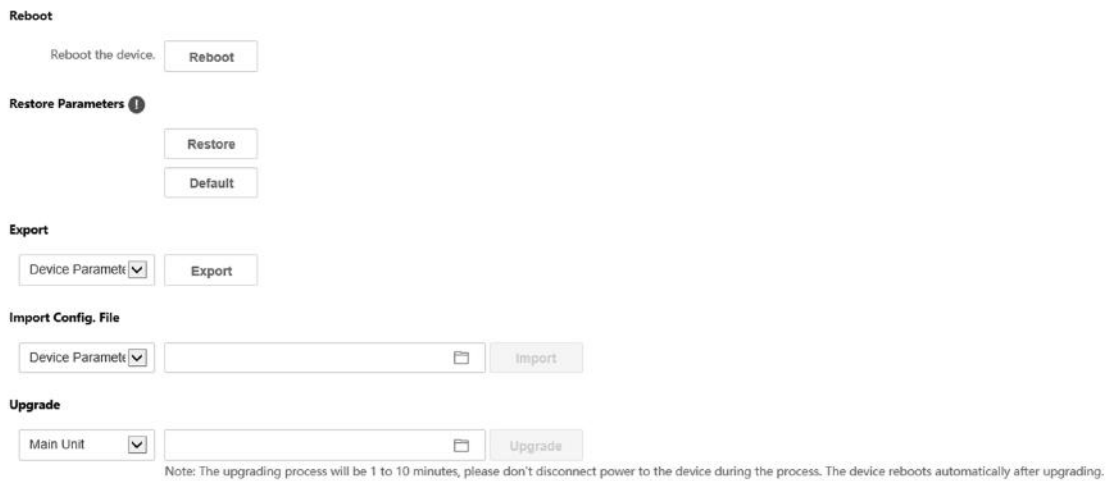 Reboot
Reboot the device. Reboot
Restore Parameters !
Restore
Default
Export
Device Paramete Export
Import Config. File
Device Paramete Import
Upgrade
Main Unit Upgrade
Note: The upgrading process will be 1 to 10 minutes, please don't disconnect power to the device during the process. The device reboots automatically after upgrading.